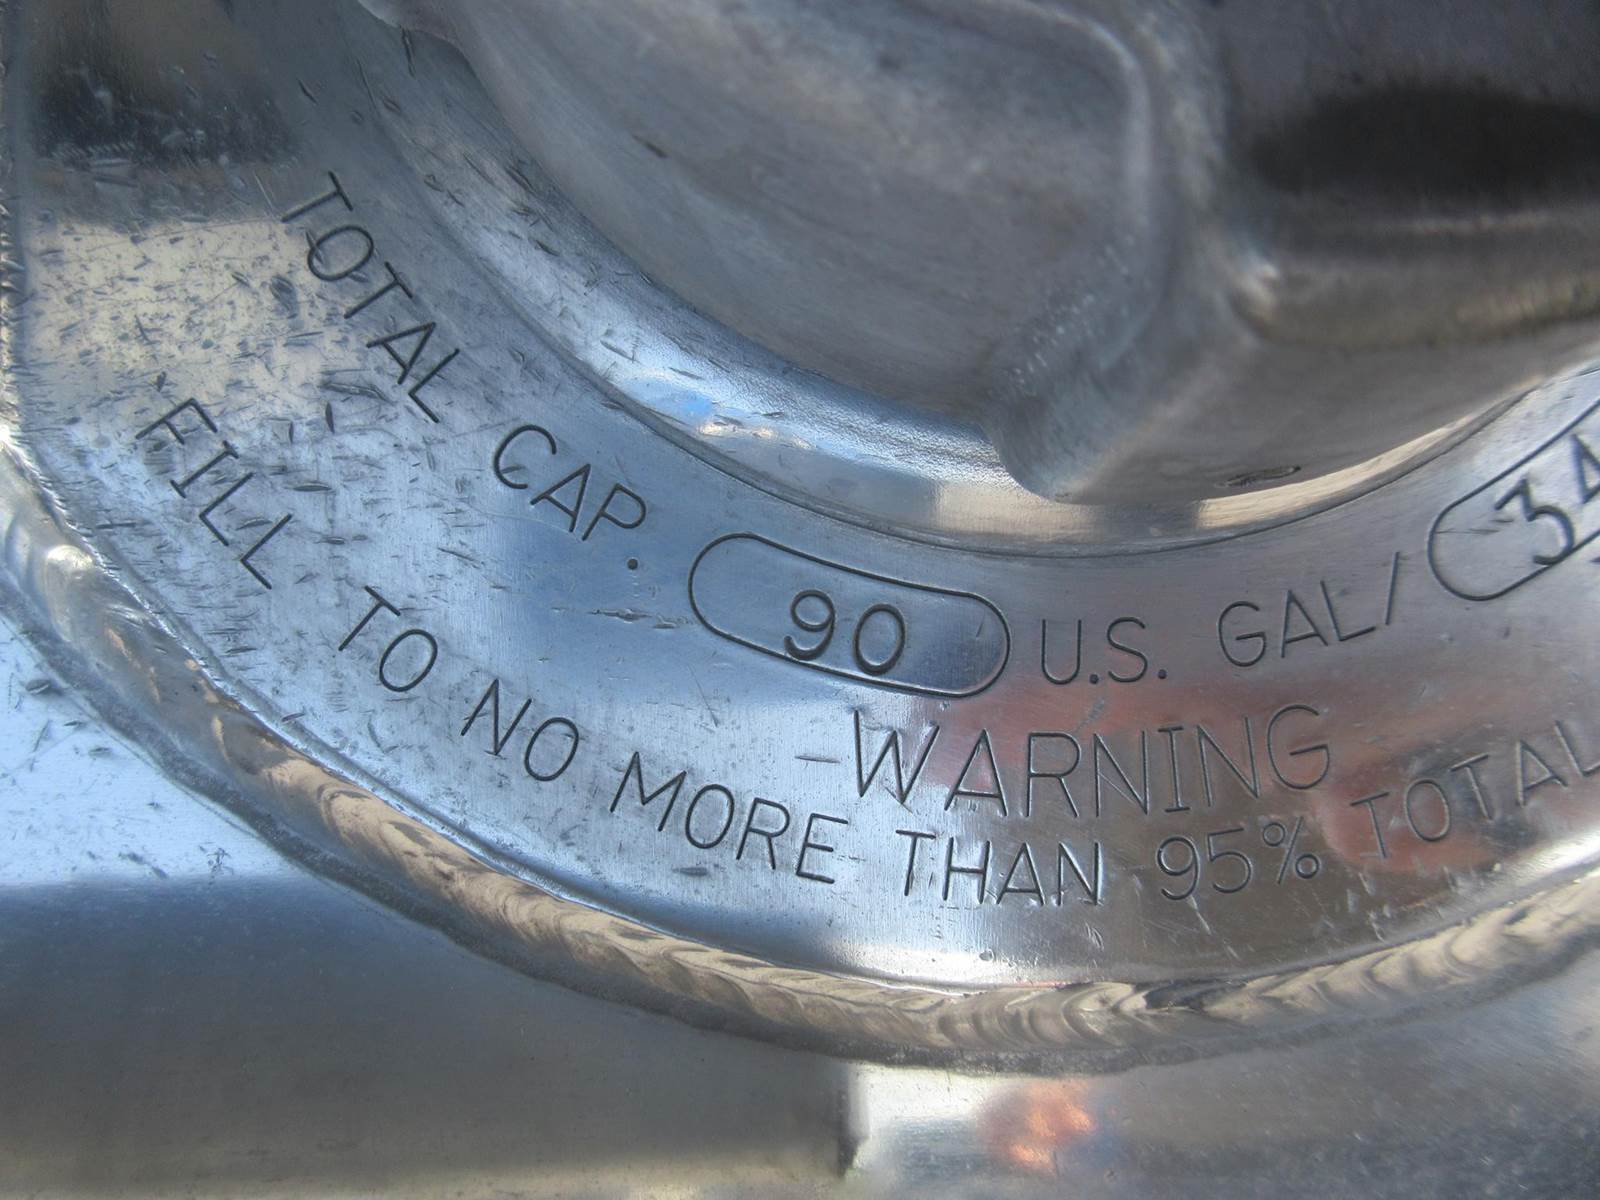 TOTAL CAP. 90 U.S. GAL/ 34
-WARNING
FILL TO NO MORE THAN 95% TOTAL